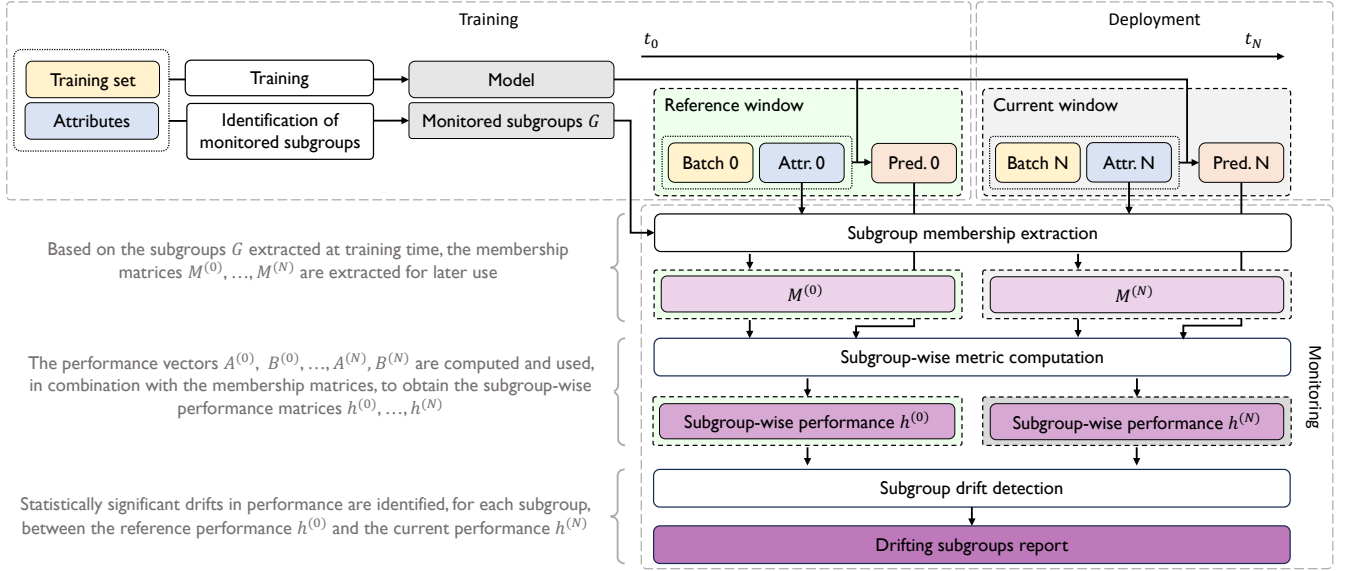 Training
Deployment
t₀
t_N
Training set
Attributes
Training
Identification of
monitored subgroups
Model
Monitored subgroups G
Reference window
Batch 0
Attr. 0
Pred. 0
Current window
Batch N
Attr. N
Pred. N
Based on the subgroups G extracted at training time, the membership
matrices M⁽⁰⁾, …, M⁽ᴺ⁾ are extracted for later use
Subgroup membership extraction
M⁽⁰⁾
M⁽ᴺ⁾
The performance vectors A⁽⁰⁾, B⁽⁰⁾, …, A⁽ᴺ⁾, B⁽ᴺ⁾ are computed and used,
in combination with the membership matrices, to obtain the subgroup-wise
performance matrices h⁽⁰⁾, …, h⁽ᴺ⁾
Subgroup-wise metric computation
Subgroup-wise performance h⁽⁰⁾
Subgroup-wise performance h⁽ᴺ⁾
Monitoring
Statistically significant drifts in performance are identified, for each subgroup,
between the reference performance h⁽⁰⁾ and the current performance h⁽ᴺ⁾
Subgroup drift detection
Drifting subgroups report